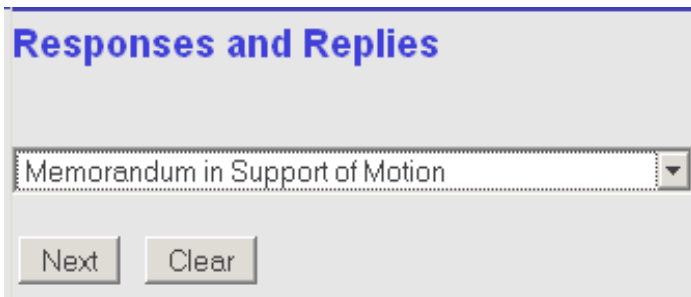 Responses and Replies
Memorandum in Support of Motion
Next Clear